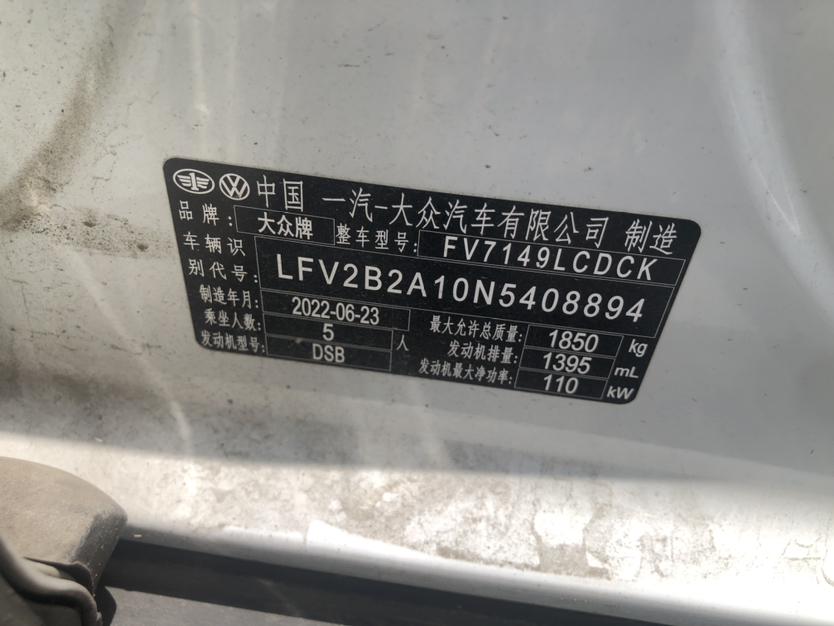 中国 一汽-大众汽车有限公司 制造
品牌: 大众牌 整车型号: FV7149LCDCK
车辆识别代号: LFV2B2A10N5408894
制造年月: 2022-06-23 最大允许总质量: 1850 kg
乘坐人数: 5 人 发动机排量: 1395 mL
发动机型号: DSB 发动机最大净功率: 110 kW